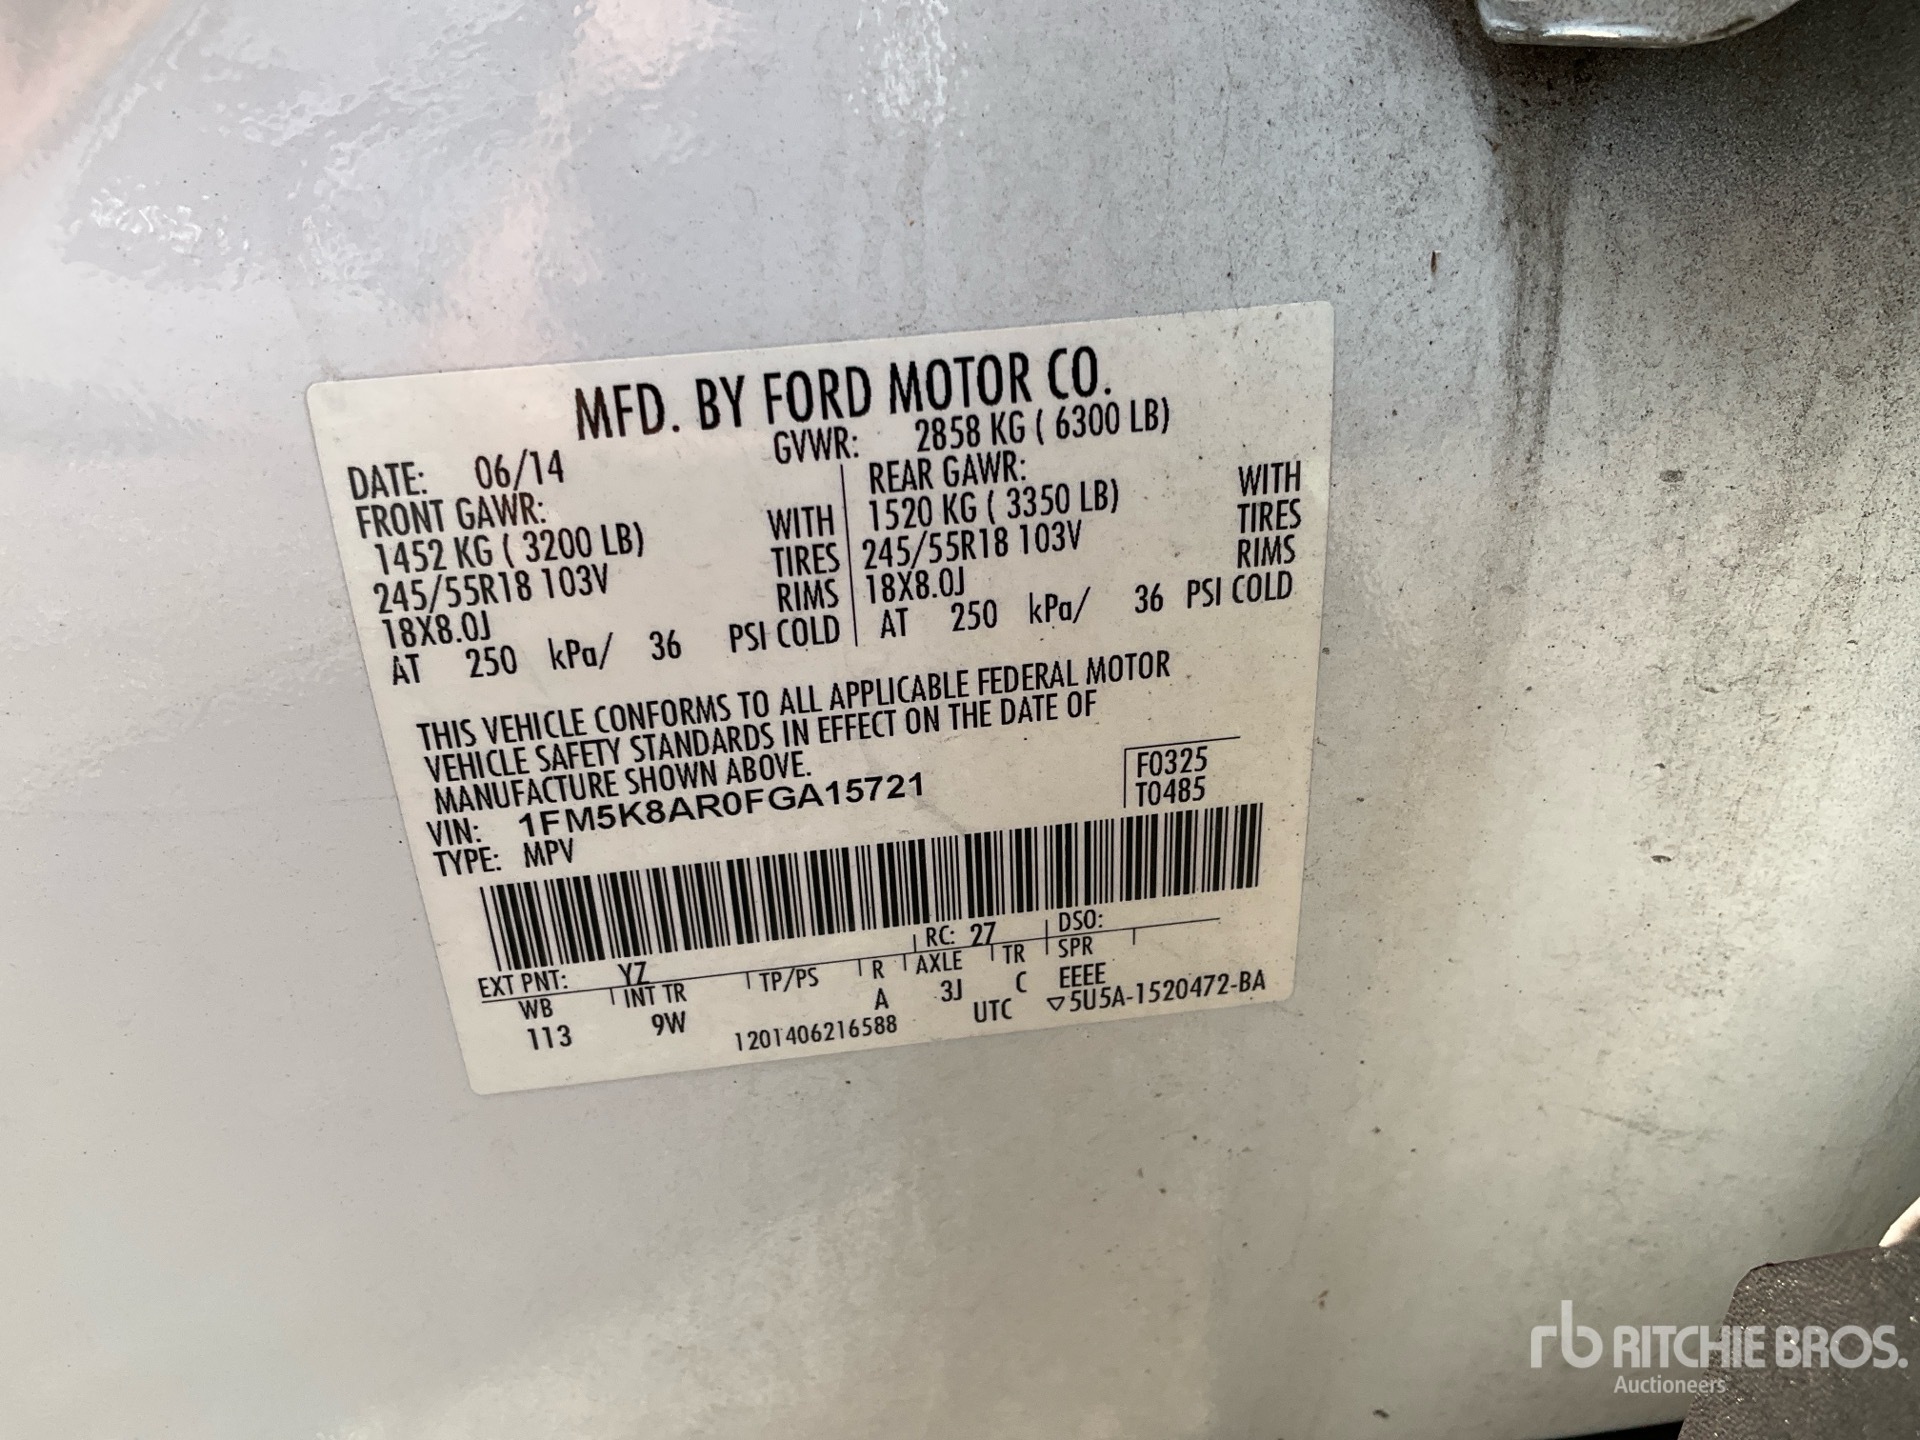 MFD. BY FORD MOTOR CO.
DATE: 06/14 GVWR: 2858 KG ( 6300 LB)
FRONT GAWR: REAR GAWR:
1452 KG ( 3200 LB) WITH 1520 KG ( 3350 LB) WITH
245/55R18 103V TIRES 245/55R18 103V TIRES
18X8.0J RIMS 18X8.0J RIMS
AT 250 kPa/ 36 PSI COLD AT 250 kPa/ 36 PSI COLD
THIS VEHICLE CONFORMS TO ALL APPLICABLE FEDERAL MOTOR
VEHICLE SAFETY STANDARDS IN EFFECT ON THE DATE OF
MANUFACTURE SHOWN ABOVE.
VIN: 1FM5K8AR0FGA15721 F0325
TYPE: MPV T0485
EXT PNT: YZ RC: 27 DSO:
WB INT TR TP/PS R AXLE TR SPR
113 9W A 3J C EEEE
1201406216588 UTC ▽5U5A-1520472-BA
rb RITCHIE BROS.
Auctioneers